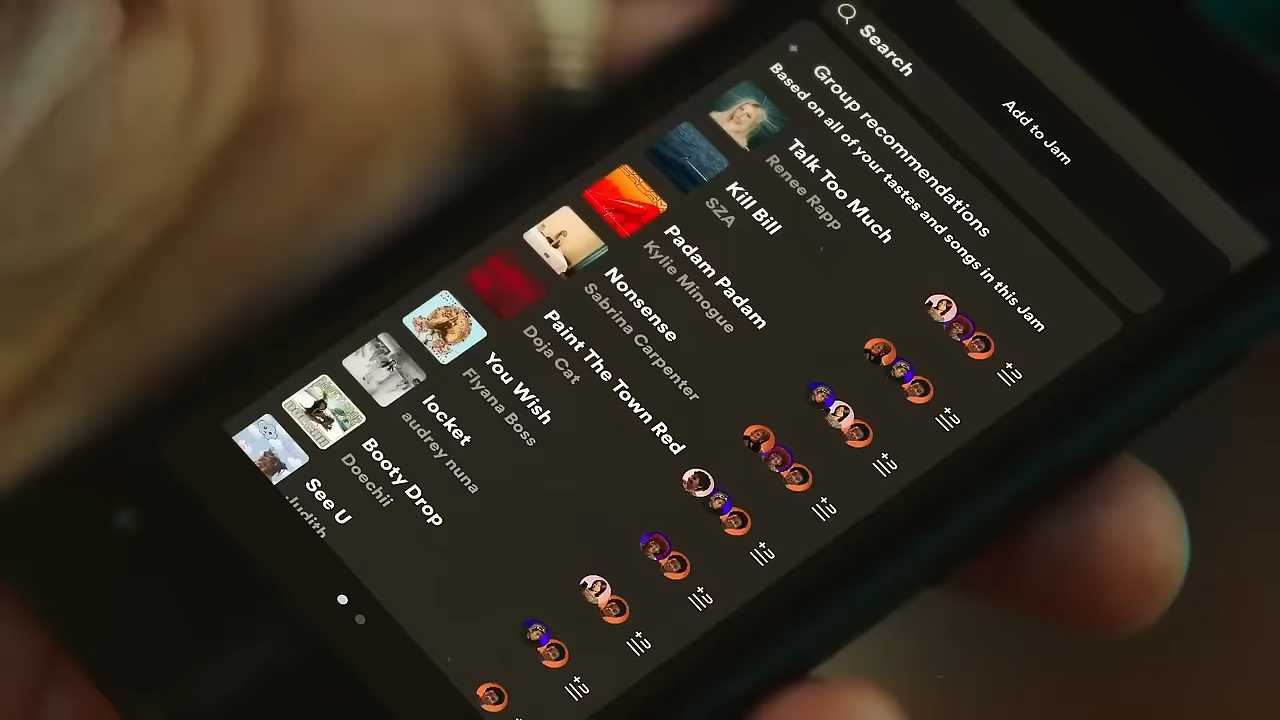 Add to Jam
Search
Group recommendations
Based on all of your tastes and songs in this Jam
Talk Too Much
Renee Rapp
Kill Bill
SZA
Padam Padam
Kylie Minogue
Nonsense
Sabrina Carpenter
Paint The Town Red
Doja Cat
You Wish
Flyana Boss
locket
audrey nuna
Booty Drop
Doechii
See U
Judith